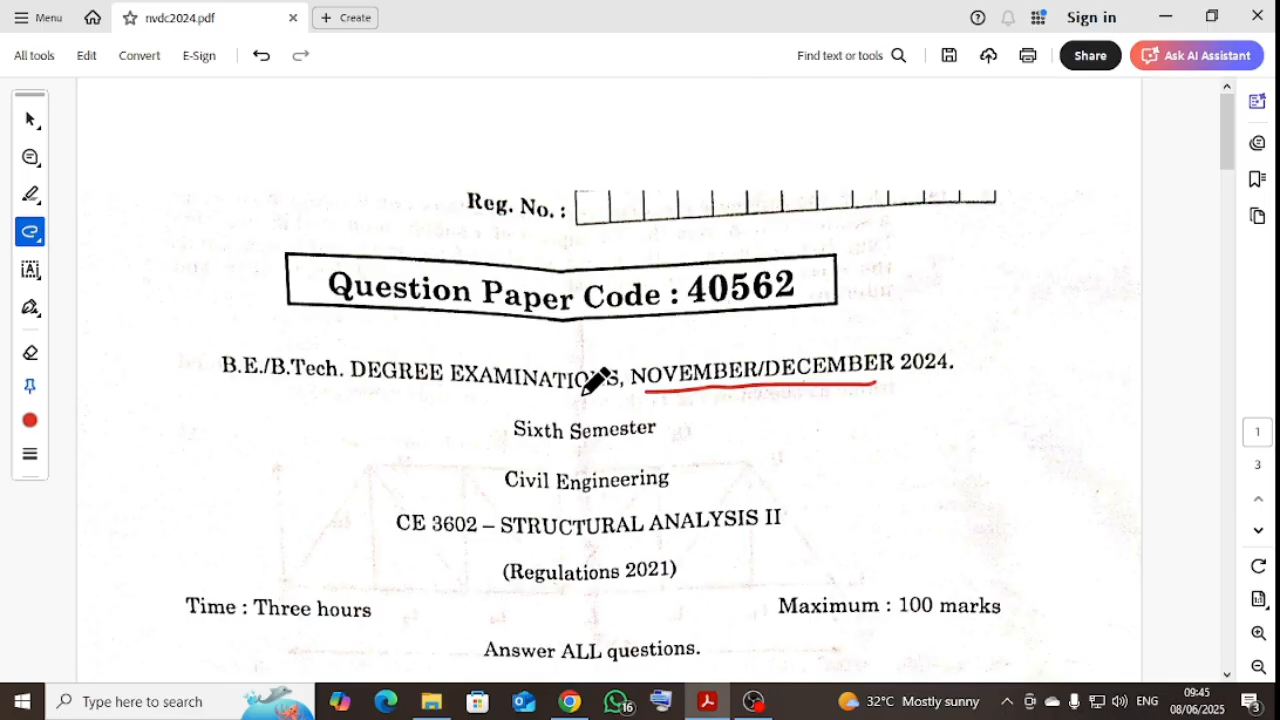 Menu
nvdc2024.pdf
Create
Sign in
All tools
Edit
Convert
E-Sign
Find text or tools
Share
Ask AI Assistant
Reg. No. :
Question Paper Code : 40562
B.E./B.Tech. DEGREE EXAMINATIONS, NOVEMBER/DECEMBER 2024.
Sixth Semester
Civil Engineering
CE 3602 – STRUCTURAL ANALYSIS II
(Regulations 2021)
Time : Three hours
Maximum : 100 marks
Answer ALL questions.
1
3
Type here to search
16
32°C Mostly sunny
ENG
09:45
08/06/2025
3